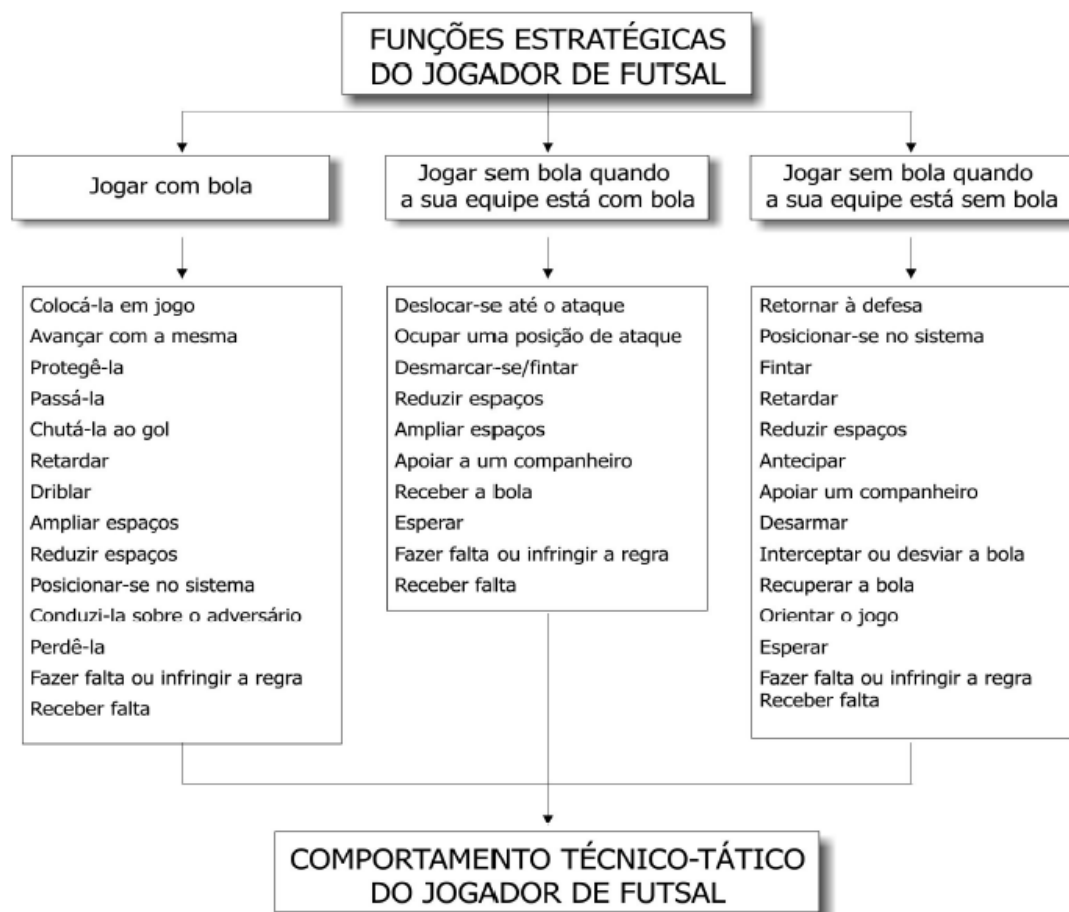 FUNÇÕES ESTRATÉGICAS
DO JOGADOR DE FUTSAL
Jogar com bola
Jogar sem bola quando
a sua equipe está com bola
Jogar sem bola quando
a sua equipe está sem bola
Colocá-la em jogo
Avançar com a mesma
Protegê-la
Passá-la
Chutá-la ao gol
Retardar
Driblar
Ampliar espaços
Reduzir espaços
Posicionar-se no sistema
Conduzi-la sobre o adversário
Perdê-la
Fazer falta ou infringir a regra
Receber falta
Deslocar-se até o ataque
Ocupar uma posição de ataque
Desmarcar-se/fintar
Reduzir espaços
Ampliar espaços
Apoiar a um companheiro
Receber a bola
Esperar
Fazer falta ou infringir a regra
Receber falta
Retornar à defesa
Posicionar-se no sistema
Fintar
Retardar
Reduzir espaços
Antecipar
Apoiar um companheiro
Desarmar
Interceptar ou desviar a bola
Recuperar a bola
Orientar o jogo
Esperar
Fazer falta ou infringir a regra
Receber falta
COMPORTAMENTO TÉCNICO-TÁTICO
DO JOGADOR DE FUTSAL